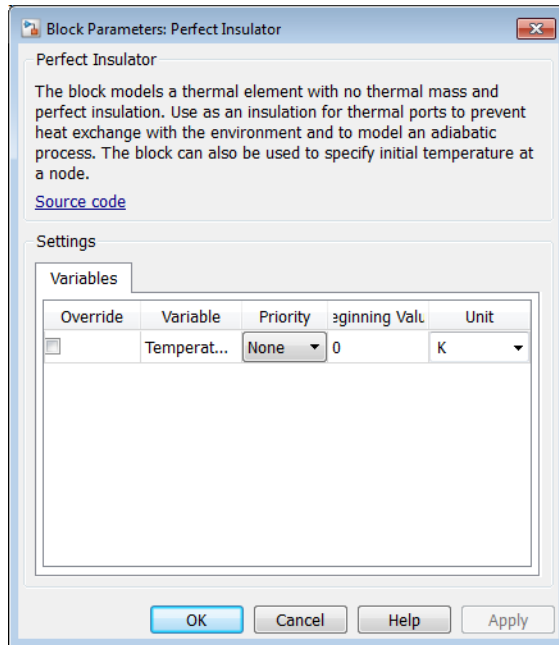 Block Parameters: Perfect Insulator
Perfect Insulator
The block models a thermal element with no thermal mass and
perfect insulation. Use as an insulation for thermal ports to prevent
heat exchange with the environment and to model an adiabatic
process. The block can also be used to specify initial temperature at
a node.
Source code
Settings
Variables
Override Variable Priority eginning Valu Unit
Temperat... None 0 K
OK Cancel Help Apply